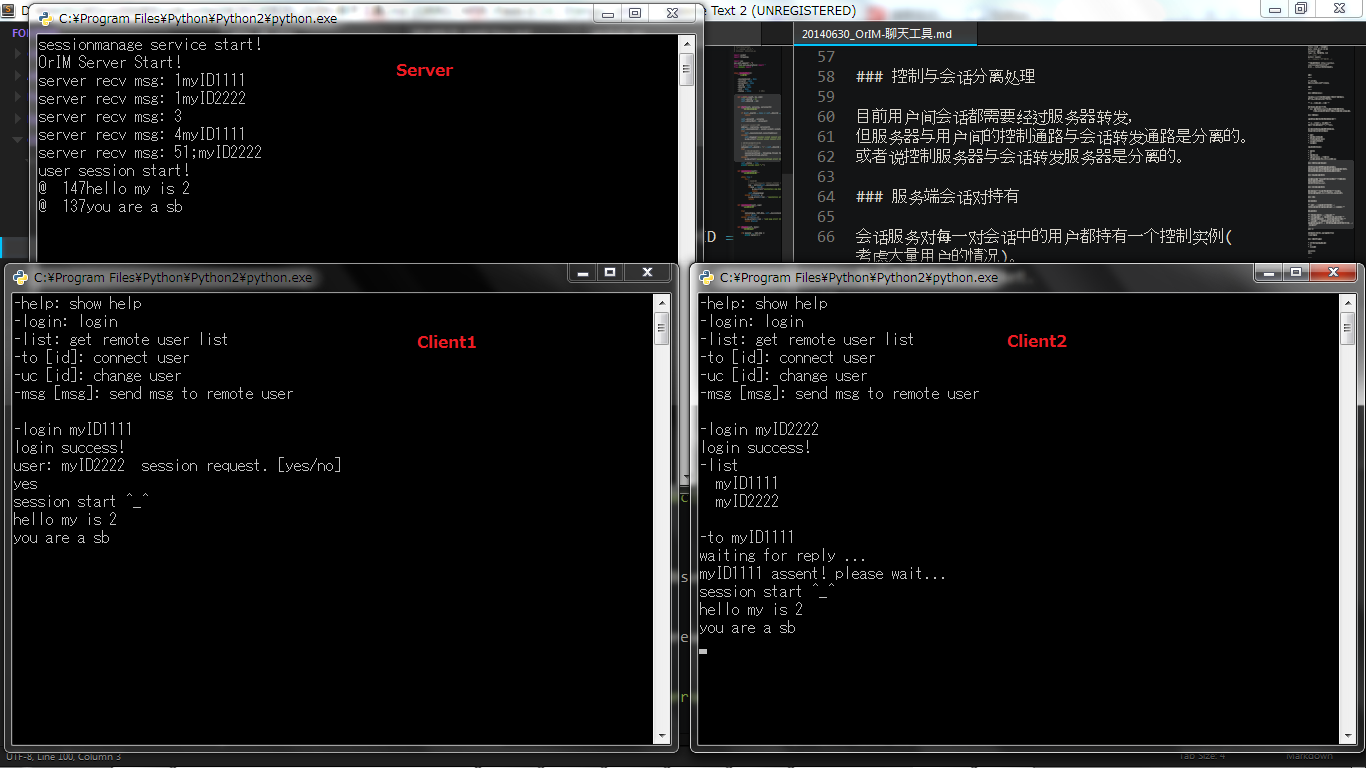 C:¥Program Files¥Python¥Python2¥python.exe
sessionmanage service start!
OrIM Server Start!
server recv msg: 1myID1111
server recv msg: 1myID2222
server recv msg: 3
server recv msg: 4myID1111
server recv msg: 51;myID2222
user session start!
@  147hello my is 2
@  137you are a sb
Server
Text 2 (UNREGISTERED)
20140630_OrIM-聊天工具.md
57
58 ### 控制与会话分离处理
59
60 目前用户间会话都需要经过服务器转发，
61 但服务器与用户间的控制通路与会话转发通路是分离的。
62 或者说控制服务器与会话转发服务器是分离的。
63
64 ### 服务端会话对持有
65
66 会话服务对每一对会话中的用户都持有一个控制实例(
考虑大量用户的情况)。
D =
C:¥Program Files¥Python¥Python2¥python.exe
-help: show help
-login: login
-list: get remote user list
-to [id]: connect user
-uc [id]: change user
-msg [msg]: send msg to remote user
-login myID1111
login success!
user: myID2222  session request. [yes/no]
yes
session start ^_^
hello my is 2
you are a sb
Client1
C:¥Program Files¥Python¥Python2¥python.exe
-help: show help
-login: login
-list: get remote user list
-to [id]: connect user
-uc [id]: change user
-msg [msg]: send msg to remote user
-login myID2222
login success!
-list
myID1111
myID2222
-to myID1111
waiting for reply ...
myID1111 assent! please wait...
session start ^_^
hello my is 2
you are a sb
Client2
UTF-8, Line 100, Column 3
Tab Size: 4
Markdown